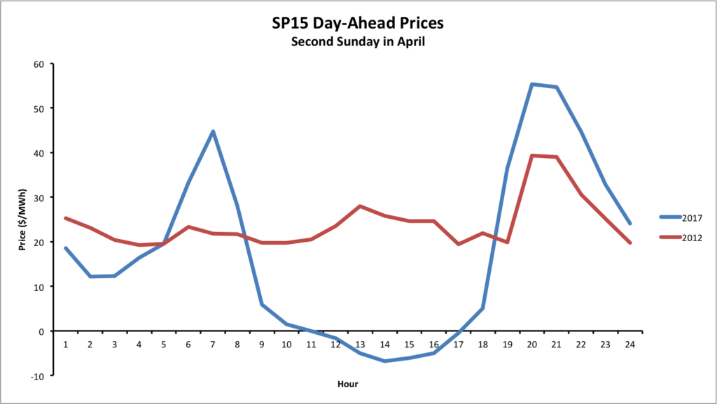 SP15 Day-Ahead Prices
Second Sunday in April
60
50
40
30
20
10
0
-10
Price ($/MWh)
1 2 3 4 5 6 7 8 9 10 11 12 13 14 15 16 17 18 19 20 21 22 23 24
Hour
2017
2012